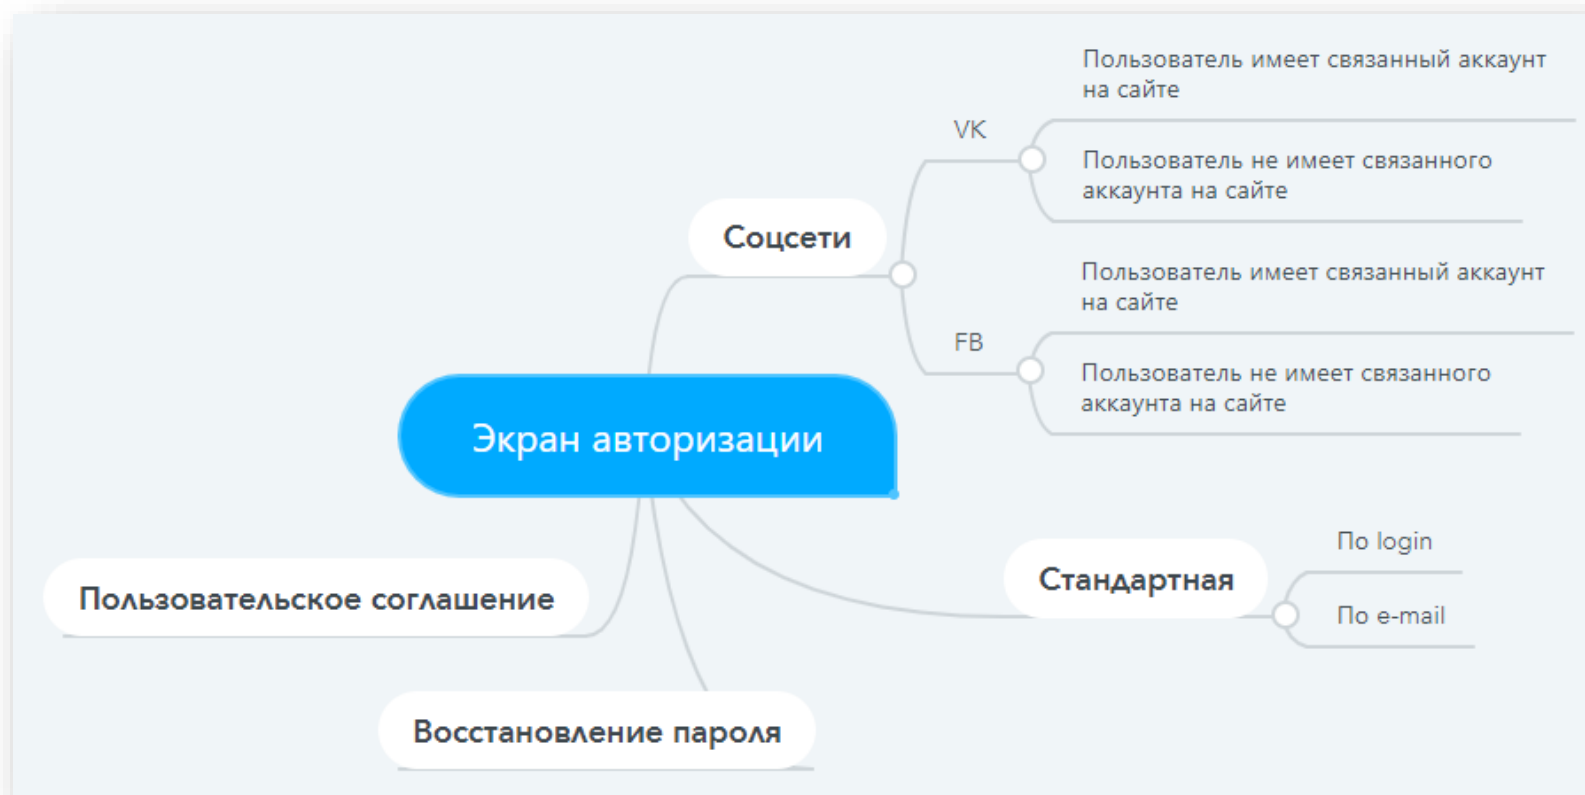 Пользователь имеет связанный аккаунт
на сайте
VK
Пользователь не имеет связанного
аккаунта на сайте
Соцсети
Пользователь имеет связанный аккаунт
на сайте
FB
Пользователь не имеет связанного
аккаунта на сайте
Экран авторизации
По login
Стандартная
По e-mail
Пользовательское соглашение
Восстановление пароля